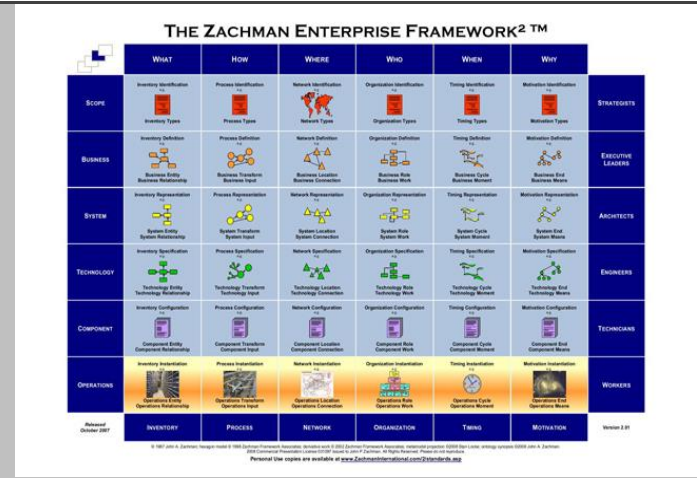 THE ZACHMAN ENTERPRISE FRAMEWORK² ™
WHAT HOW WHERE WHO WHEN WHY
SCOPE
Inventory Identification Process Identification Network Identification Organization Identification Timing Identification Motivation Identification
e.g. e.g. e.g. e.g. e.g. e.g.
Inventory Types Process Types Network Types Organization Types Timing Types Motivation Types
STRATEGISTS
BUSINESS
Inventory Definition Process Definition Network Definition Organization Definition Timing Definition Motivation Definition
e.g. e.g. e.g. e.g. e.g. e.g.
Business Entity Business Transform Business Location Business Role Business Cycle Business End
Business Relationship Business Input Business Connection Business Work Business Moment Business Means
EXECUTIVE
LEADERS
SYSTEM
Inventory Representation Process Representation Network Representation Organization Representation Timing Representation Motivation Representation
e.g. e.g. e.g. e.g. e.g. e.g.
System Entity System Transform System Location System Role System Cycle System End
System Relationship System Input System Connection System Work System Moment System Means
ARCHITECTS
TECHNOLOGY
Inventory Specification Process Specification Network Specification Organization Specification Timing Specification Motivation Specification
e.g. e.g. e.g. e.g. e.g. e.g.
Technology Entity Technology Transform Technology Location Technology Role Technology Cycle Technology End
Technology Relationship Technology Input Technology Connection Technology Work Technology Moment Technology Means
ENGINEERS
COMPONENT
Inventory Configuration Process Configuration Network Configuration Organization Configuration Timing Configuration Motivation Configuration
e.g. e.g. e.g. e.g. e.g. e.g.
Component Entity Component Transform Component Location Component Role Component Cycle Component End
Component Relationship Component Input Component Connection Component Work Component Moment Component Means
TECHNICIANS
OPERATIONS
Inventory Instantiation Process Instantiation Network Instantiation Organization Instantiation Timing Instantiation Motivation Instantiation
e.g. e.g. e.g. e.g. e.g. e.g.
Operations Entity Operations Transform Operations Location Operations Role Operations Cycle Operations End
Operations Relationship Operations Input Operations Connection Operations Work Operations Moment Operations Means
WORKERS
Released
October 2007
INVENTORY PROCESS NETWORK ORGANIZATION TIMING MOTIVATION
Version 2.01
Personal Use copies are available at www.ZachmanInternational.com/2/standards.asp